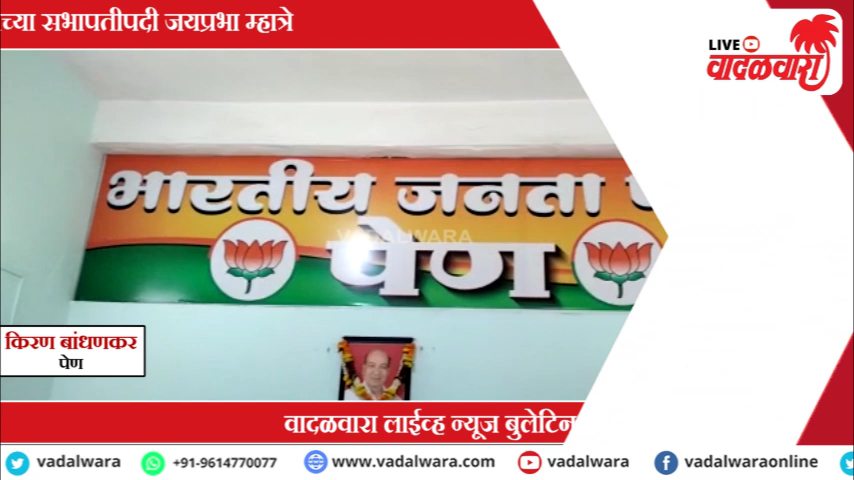 च्या सभापतीपदी जयप्रभा म्हात्रे
LIVE
वादळवारा
भारतीय जनता प
VADALWARA
पेण
किरण बांधणकर
पेण
वादळवारा लाईव्ह न्यूज बुलेटिन
vadalwara
+91-9614770077
www.vadalwara.com
vadalwara
vadalwaraonline